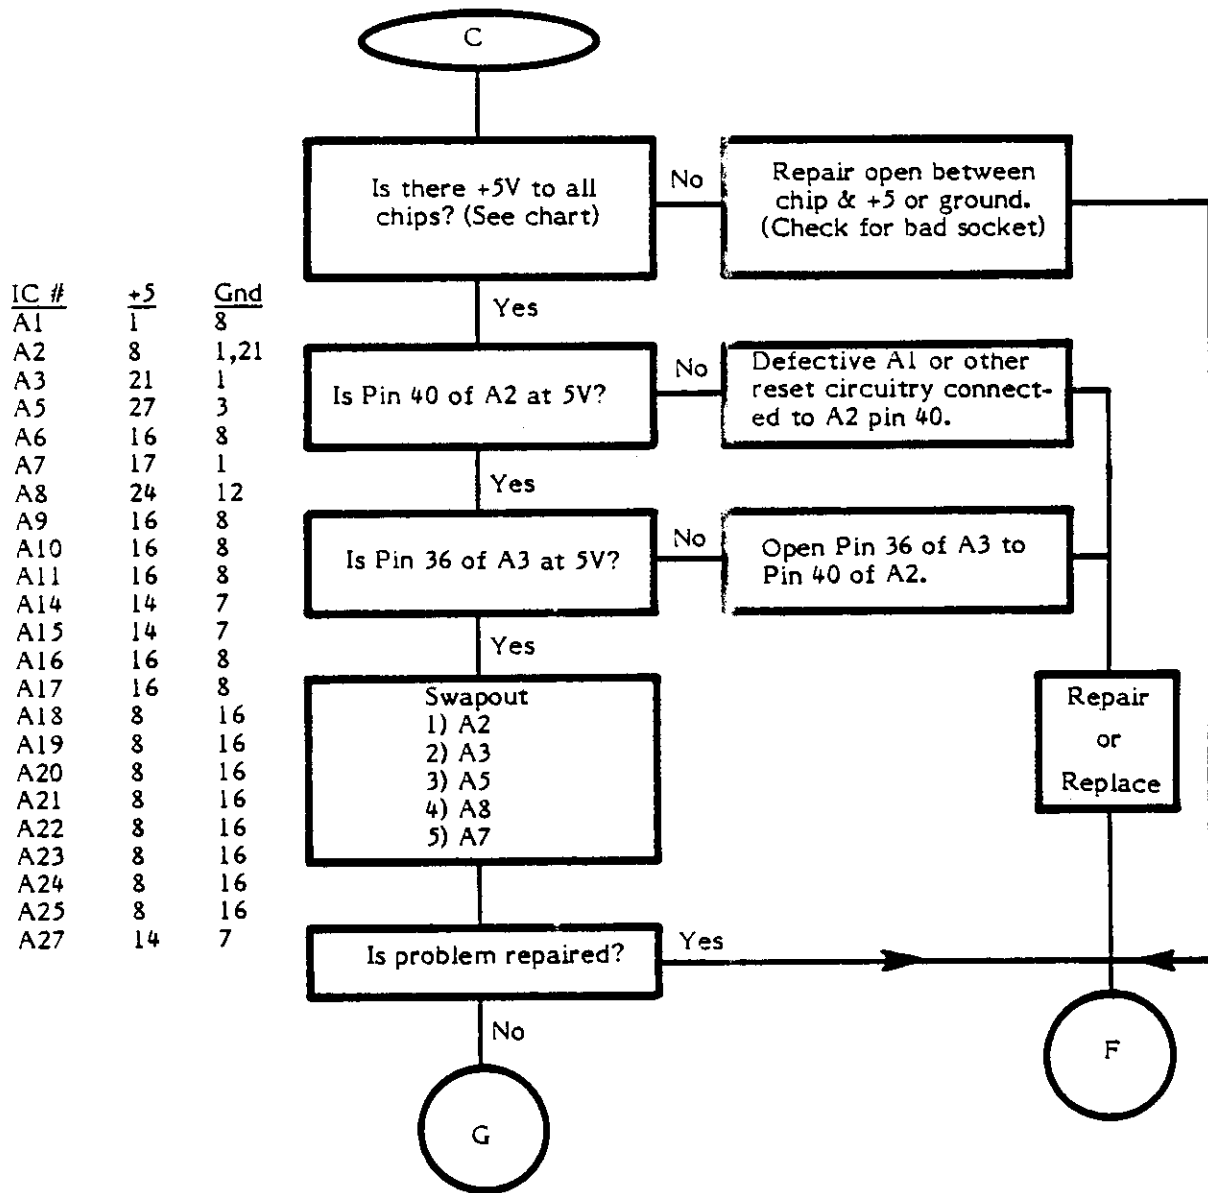 C
Is there +5V to all
chips? (See chart)
No
Repair open between
chip & +5 or ground.
(Check for bad socket)
Yes
IC # +5 Gnd
A1 1 8
A2 8 1,21
A3 21 1
A5 27 3
A6 16 8
A7 17 1
A8 24 12
A9 16 8
A10 16 8
A11 16 8
A14 14 7
A15 14 7
A16 16 8
A17 16 8
A18 8 16
A19 8 16
A20 8 16
A21 8 16
A22 8 16
A23 8 16
A24 8 16
A25 8 16
A27 14 7
Is Pin 40 of A2 at 5V?
No
Defective A1 or other
reset circuitry connect-
ed to A2 pin 40.
Yes
Is Pin 36 of A3 at 5V?
No
Open Pin 36 of A3 to
Pin 40 of A2.
Yes
Swapout
1) A2
2) A3
3) A5
4) A8
5) A7
Repair
or
Replace
Is problem repaired?
Yes
No
F
G